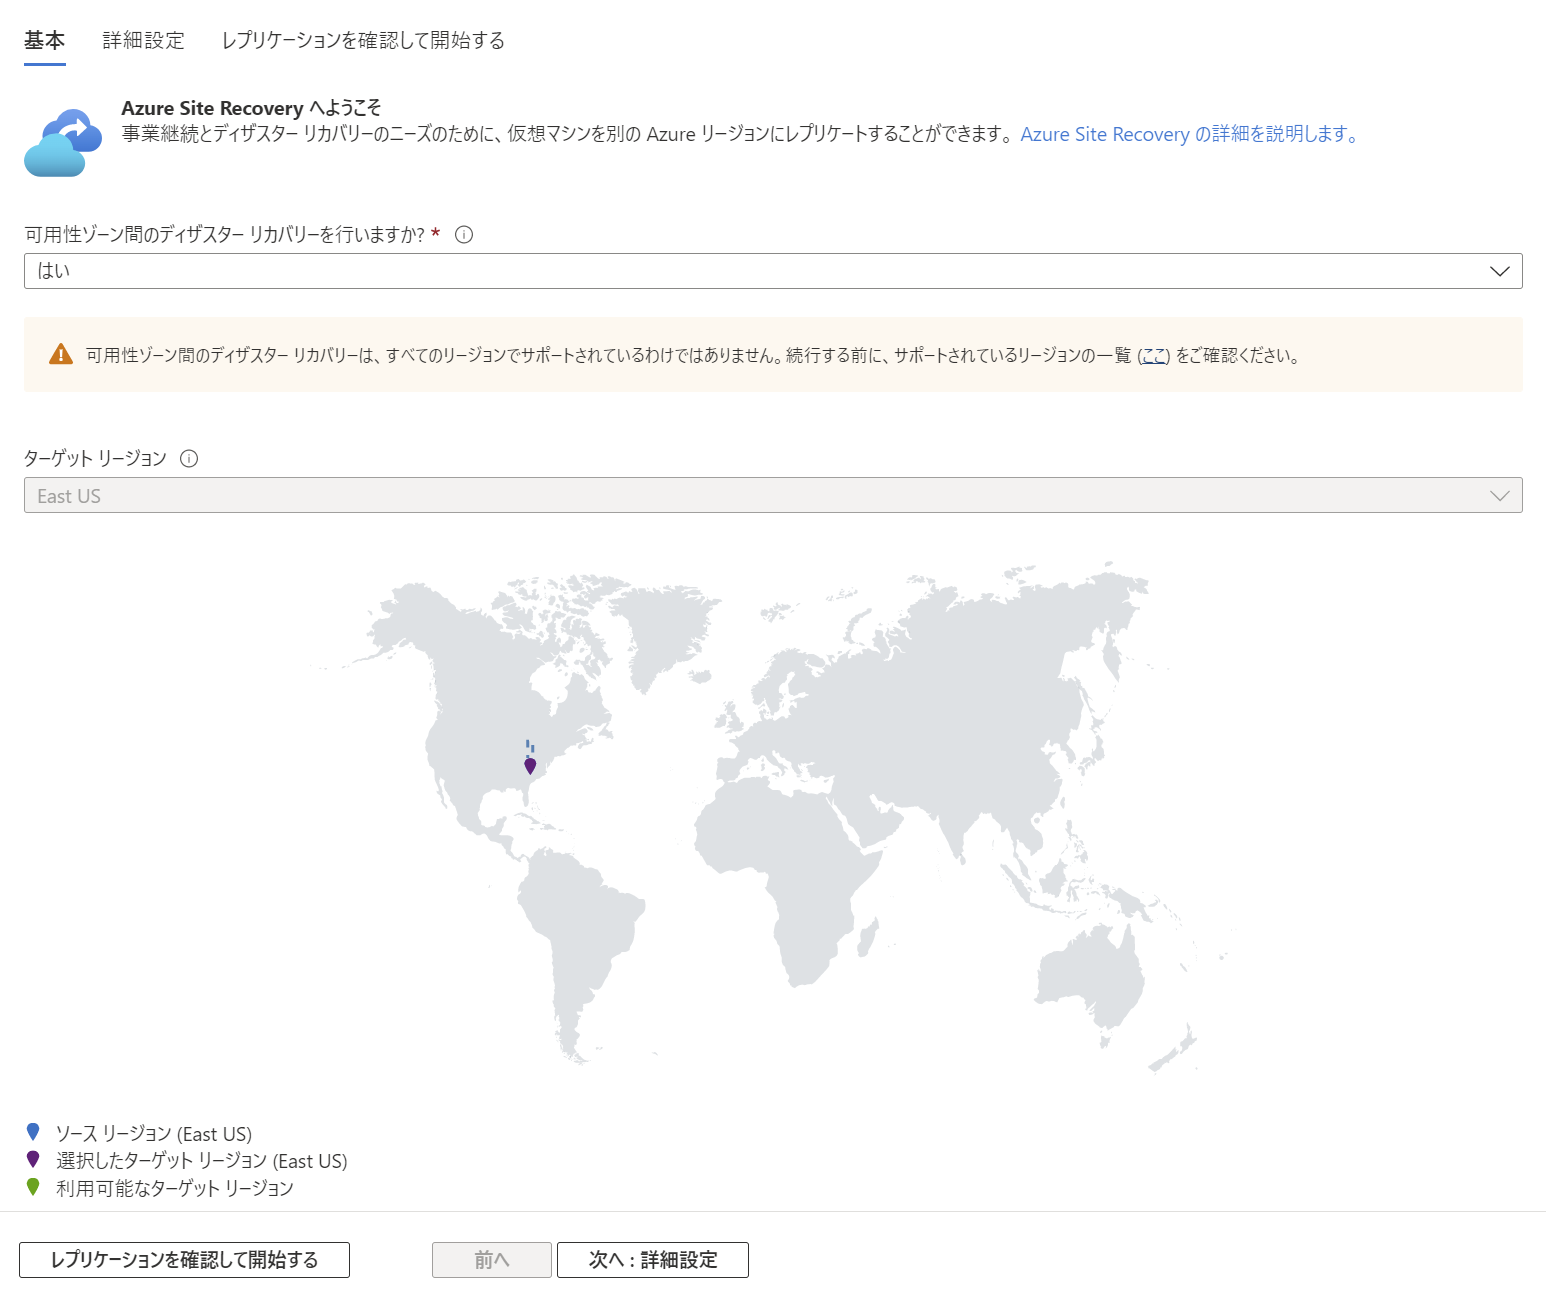 基本　詳細設定　レプリケーションを確認して開始する
Azure Site Recovery へようこそ
事業継続とディザスター リカバリーのニーズのために、仮想マシンを別の Azure リージョンにレプリケートすることができます。 Azure Site Recovery の詳細を説明します。
可用性ゾーン間のディザスター リカバリーを行いますか? *
はい
可用性ゾーン間のディザスター リカバリーは、すべてのリージョンでサポートされているわけではありません。続行する前に、サポートされているリージョンの一覧 (ここ) をご確認ください。
ターゲット リージョン
East US
ソース リージョン (East US)
選択したターゲット リージョン (East US)
利用可能なターゲット リージョン
レプリケーションを確認して開始する　前へ　次へ : 詳細設定